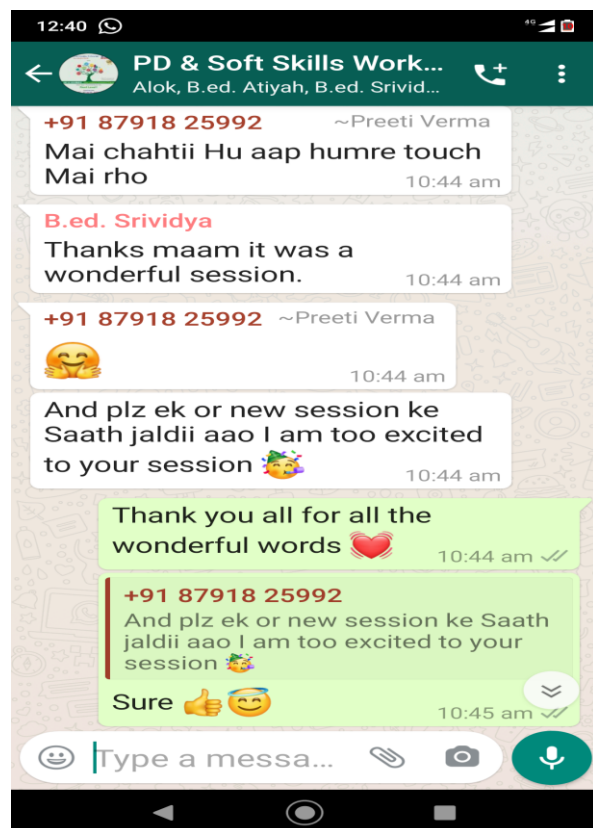 12:40
4G
PD & Soft Skills Work...
Alok, B.ed. Atiyah, B.ed. Srivid...
+91 87918 25992 ~Preeti Verma
Mai chahtii Hu aap humre touch
Mai rho
10:44 am
B.ed. Srividya
Thanks maam it was a
wonderful session.
10:44 am
+91 87918 25992 ~Preeti Verma
🤗
10:44 am
And plz ek or new session ke
Saath jaldii aao I am too excited
to your session 🥳
10:44 am
Thank you all for all the
wonderful words 💓
10:44 am
+91 87918 25992
And plz ek or new session ke Saath
jaldii aao I am too excited to your
session 🥳
Sure 👍😇
10:45 am
Type a messa...